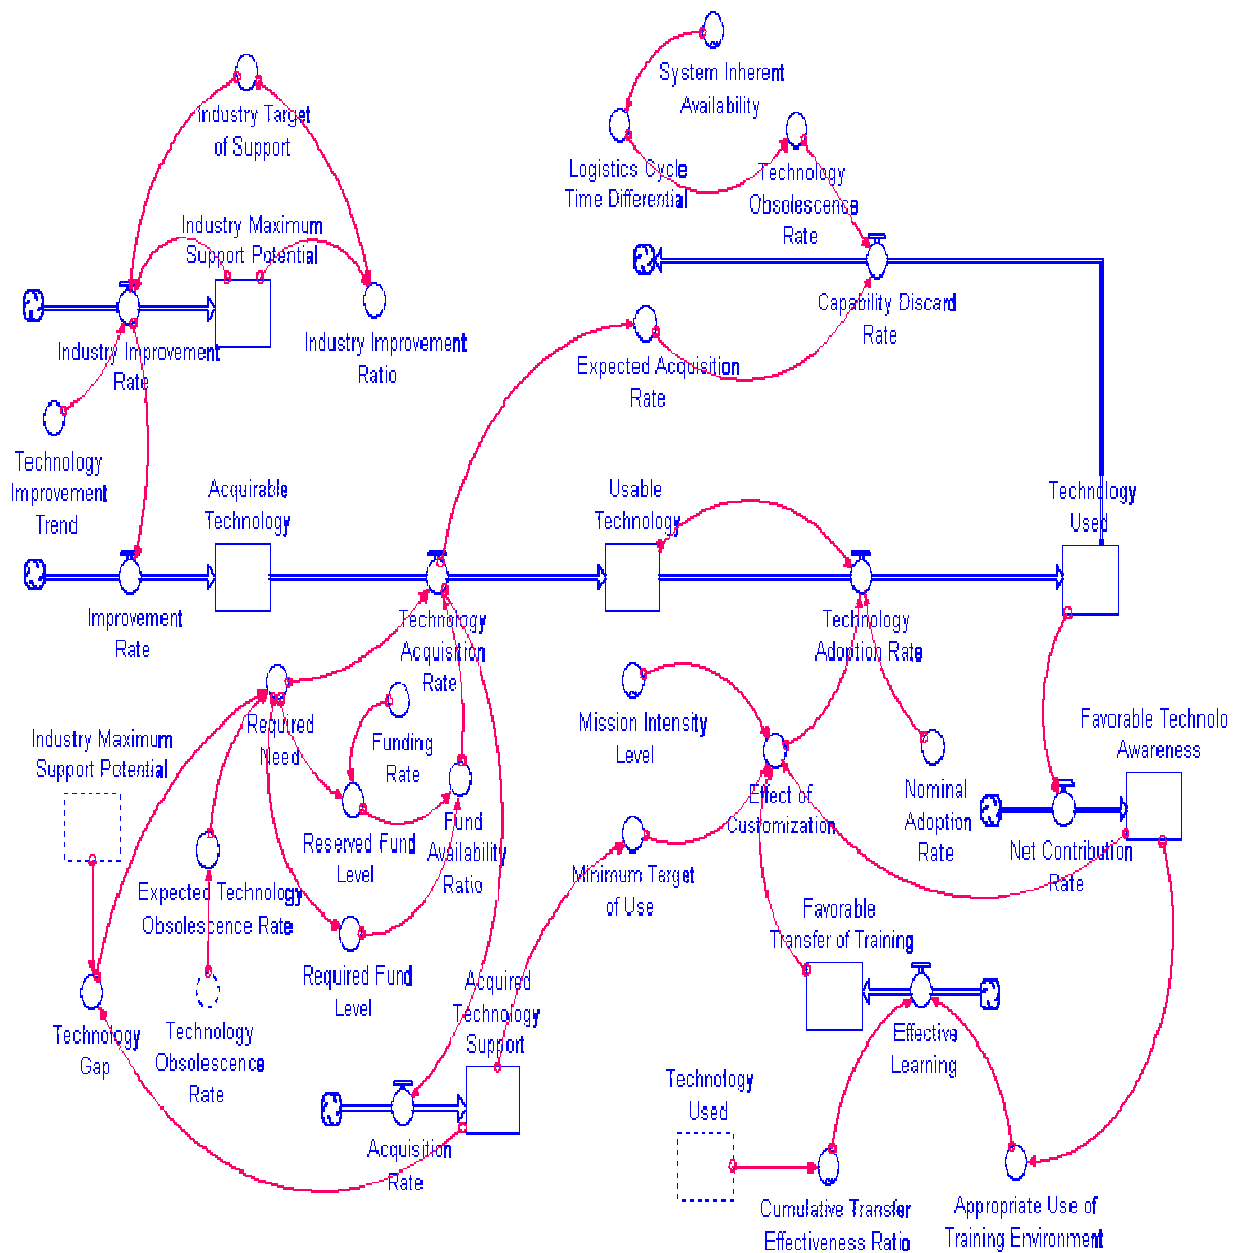 System Inherent
Availability
Industry Target
of Support
Logistics Cycle
Time Differential
Technology
Obsolescence
Rate
Industry Maximum
Support Potential
Capability Discard
Rate
Industry Improvement
Rate
Industry Improvement
Ratio
Expected Acquisition
Rate
Technology
Improvement
Trend
Acquirable
Technology
Usable
Technology
Technology
Used
Improvement
Rate
Technology
Acquisition
Rate
Technology
Adoption Rate
Required
Need
Funding
Rate
Mission Intensity
Level
Favorable Technolo
Awareness
Industry Maximum
Support Potential
Effect of
Customization
Nominal
Adoption
Rate
Reserved Fund
Level
Fund
Availability
Ratio
Net Contribution
Rate
Expected Technology
Obsolescence Rate
Minimum Target
of Use
Favorable
Transfer of Training
Required Fund
Level
Acquired
Technology
Support
Technology
Gap
Technology
Obsolescence
Rate
Effective
Learning
Technology
Used
Acquisition
Rate
Cumulative Transfer
Effectiveness Ratio
Appropriate Use of
Training Environment